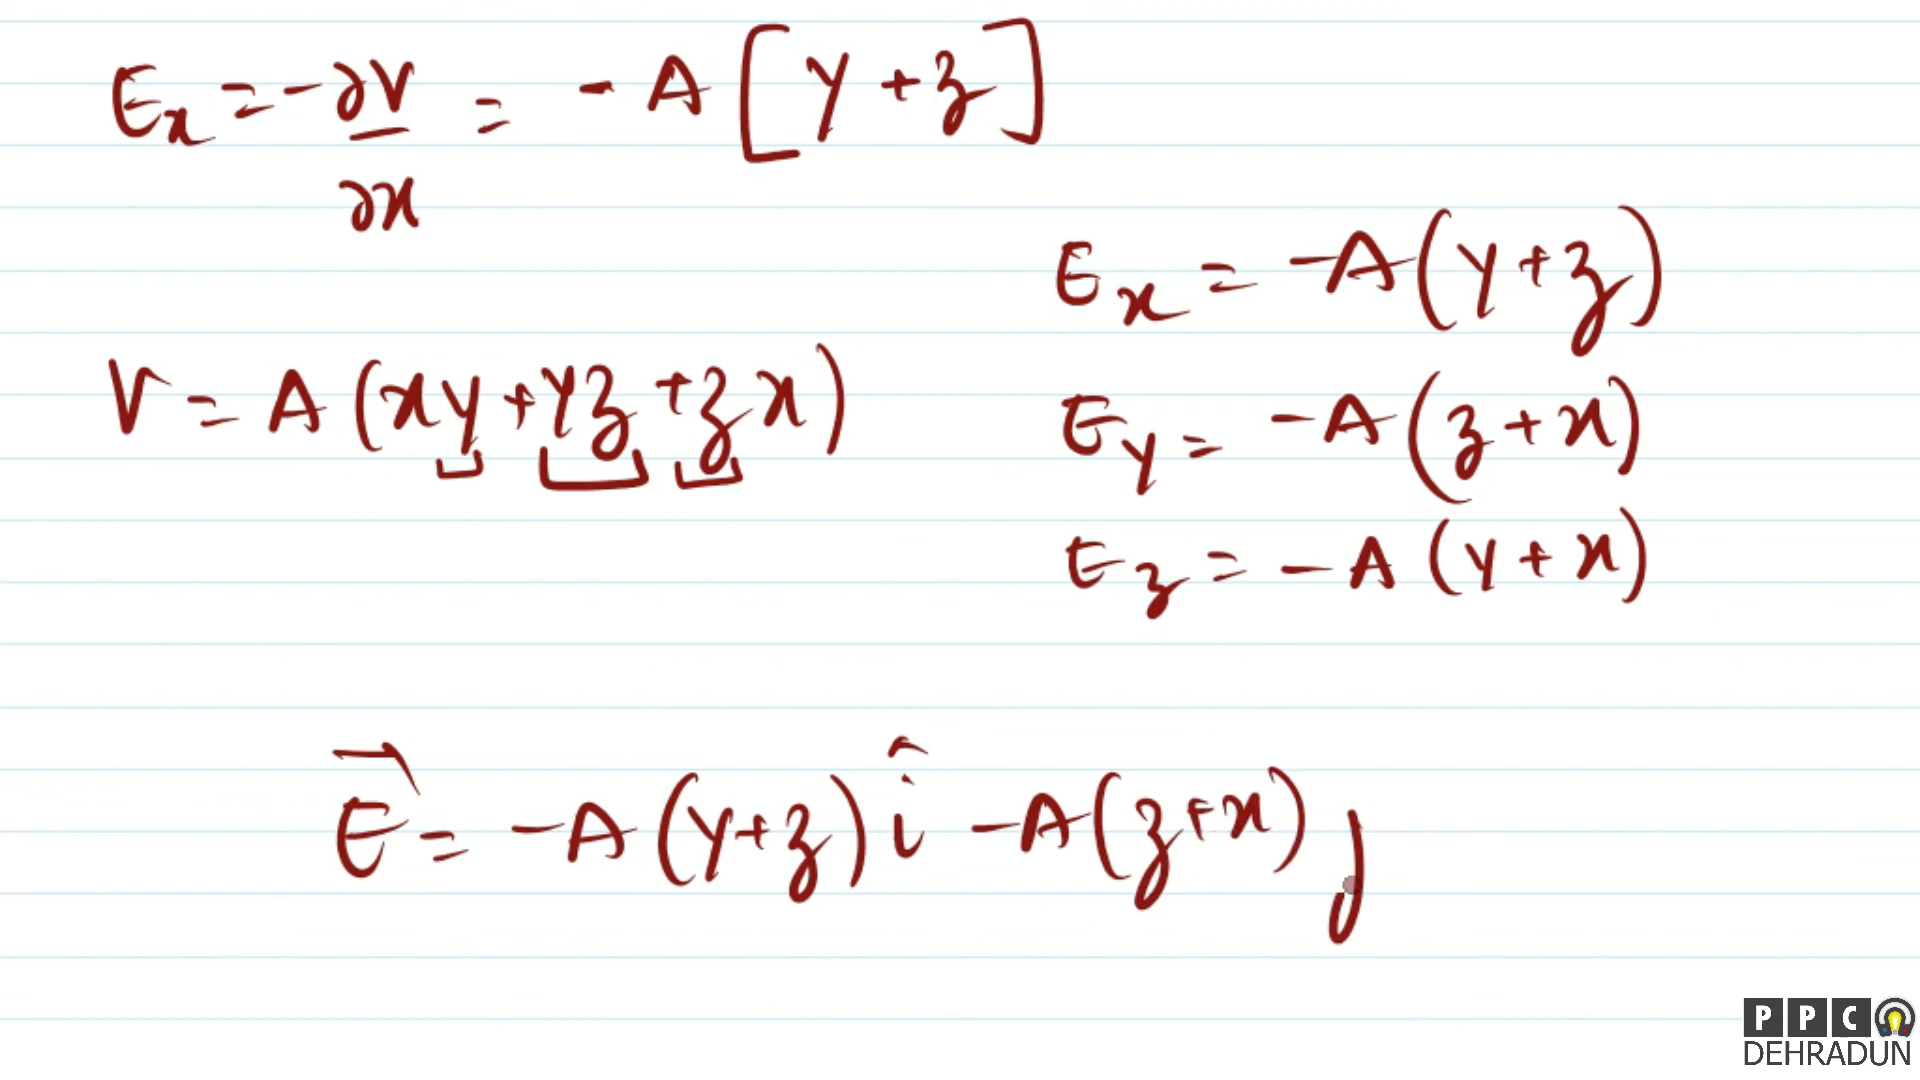 Ex = -∂V/∂x = -A[y+z]
Ex = -A(y+z)
V = A(xy+yz+zx)
Ey = -A(z+x)
Ez = -A(y+x)
E⃗ = -A(y+z)î -A(z+x)j
PPC
DEHRADUN